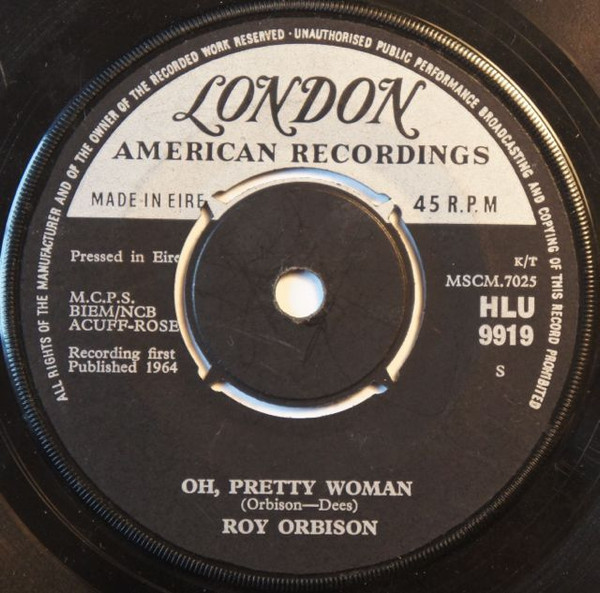 ALL RIGHTS OF THE MANUFACTURER AND OF THE OWNER OF THE RECORDED WORK RESERVED · UNAUTHORISED PUBLIC PERFORMANCE BROADCASTING AND COPYING OF THIS RECORD PROHIBITED
LONDON
AMERICAN RECORDINGS
MADE IN EIRE
45 R.P.M
Pressed in Eire
K/T
MSCM.7025
M.C.P.S.
BIEM/NCB
ACUFF-ROSE
HLU
9919
Recording first
Published 1964
S
OH, PRETTY WOMAN
(Orbison—Dees)
ROY ORBISON